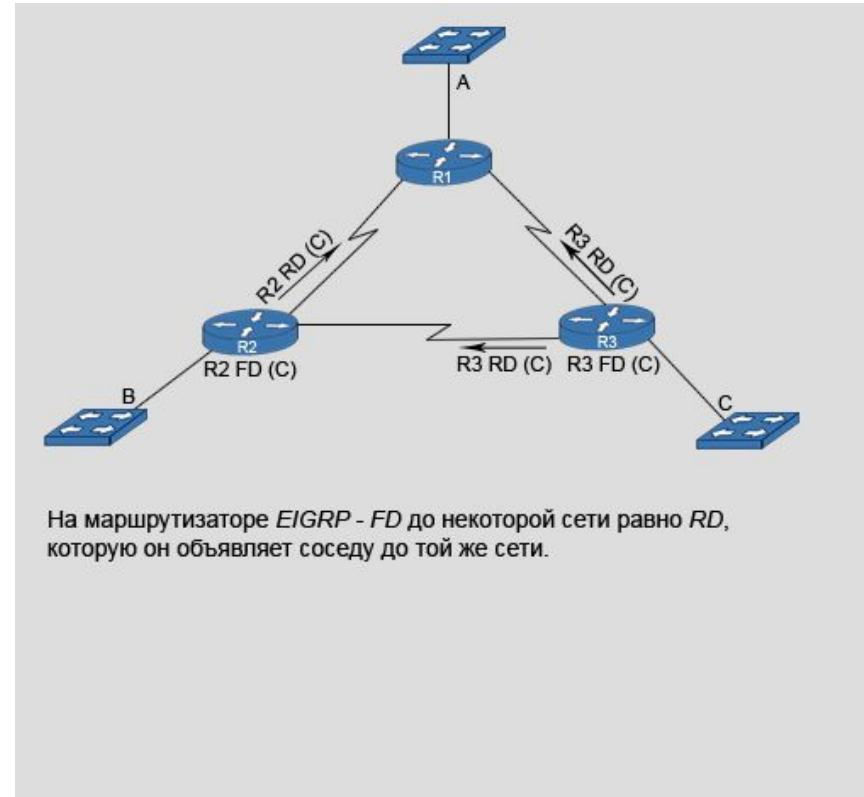 A
R1
R2 RD (C)
R3 RD (C)
R2
R3
R2 FD (C)
R3 RD (C)
R3 FD (C)
B
C
На маршрутизаторе EIGRP - FD до некоторой сети равно RD,
которую он объявляет соседу до той же сети.